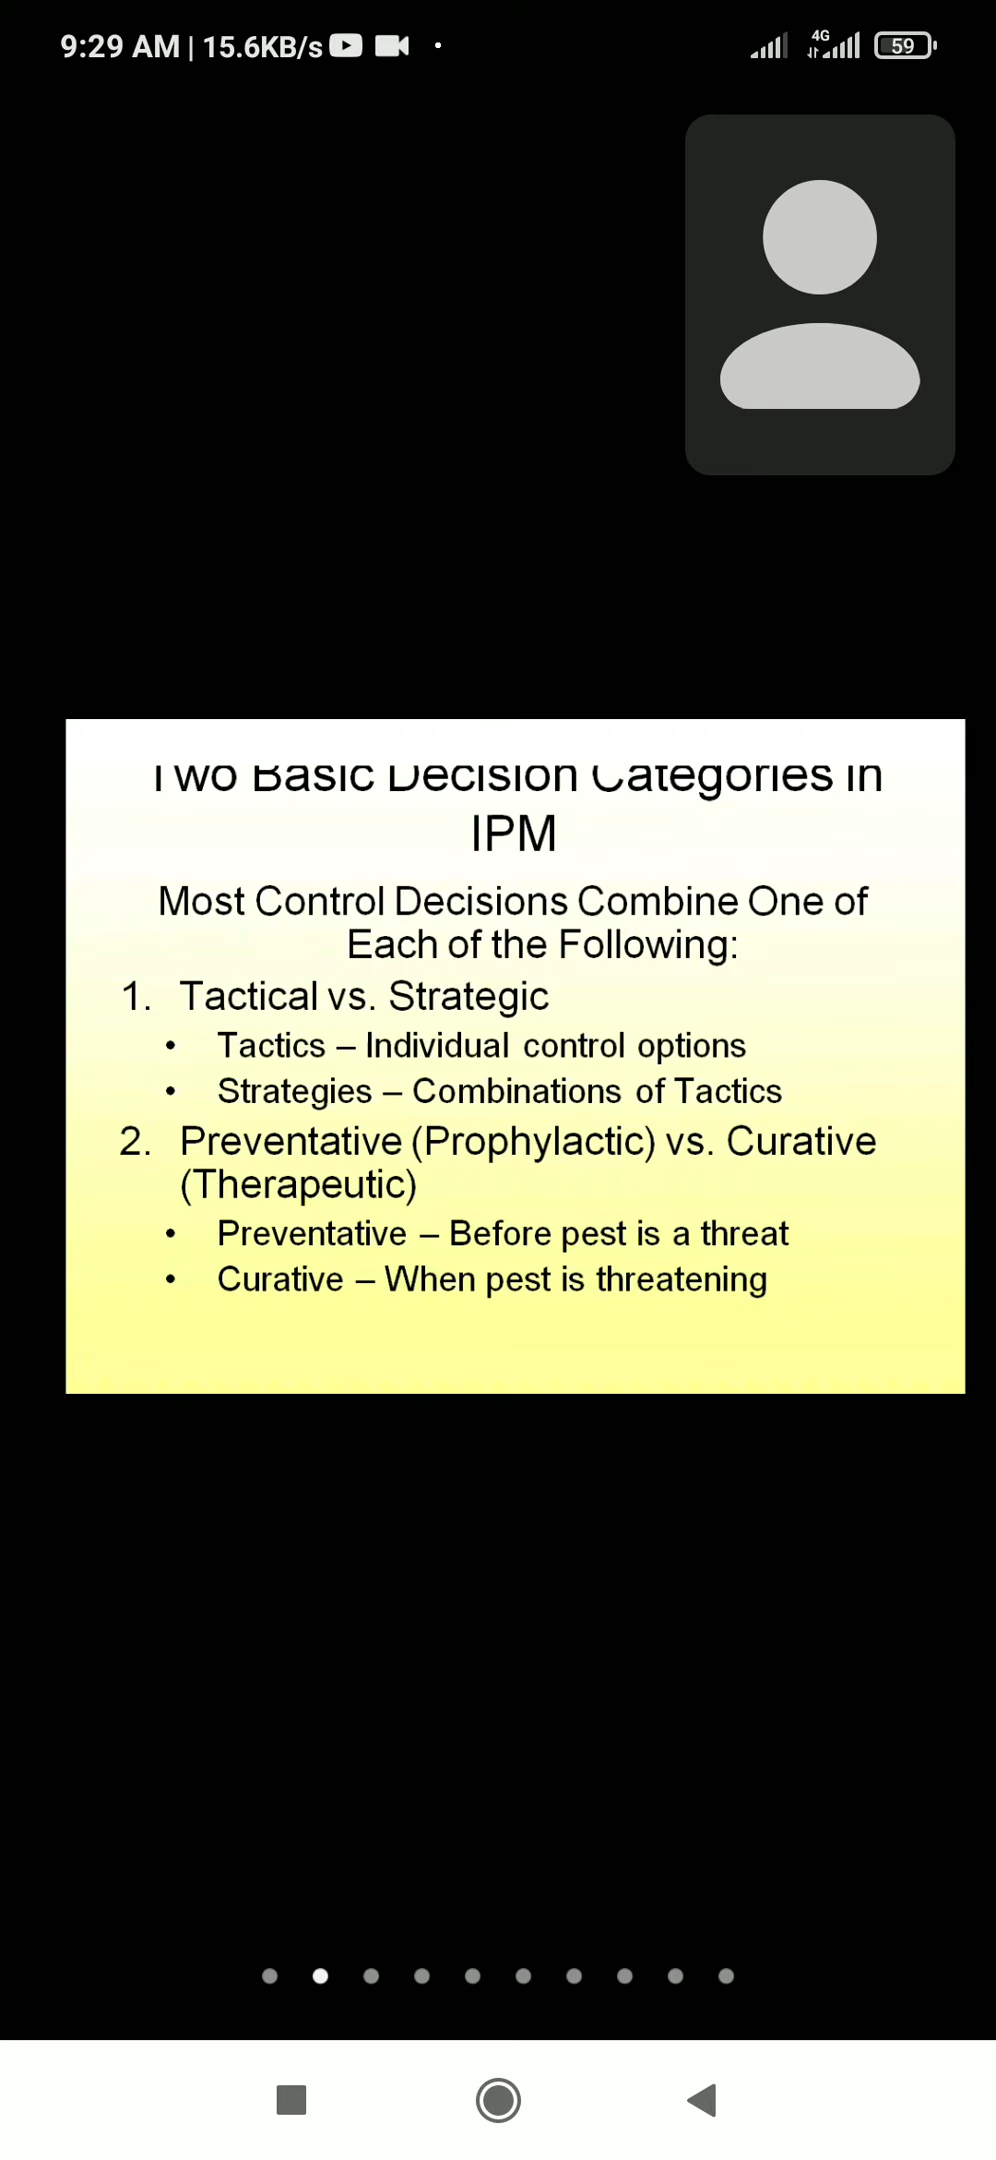 9:29 AM | 15.6KB/s
4G
59
Two Basic Decision Categories in
IPM
Most Control Decisions Combine One of
Each of the Following:
1. Tactical vs. Strategic
• Tactics – Individual control options
• Strategies – Combinations of Tactics
2. Preventative (Prophylactic) vs. Curative
(Therapeutic)
• Preventative – Before pest is a threat
• Curative – When pest is threatening